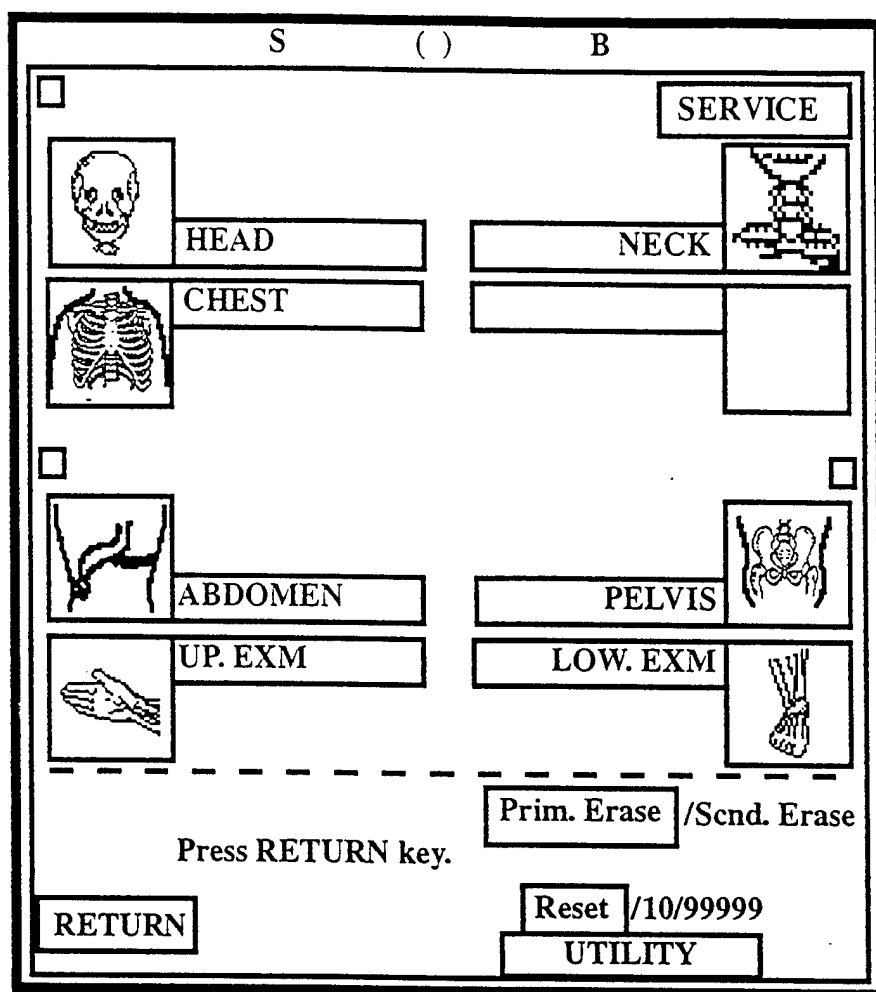 S ( ) B
SERVICE
HEAD NECK
CHEST
ABDOMEN PELVIS
UP. EXM LOW. EXM
Prim. Erase /Scnd. Erase
Press RETURN key.
Reset /10/99999
RETURN
UTILITY